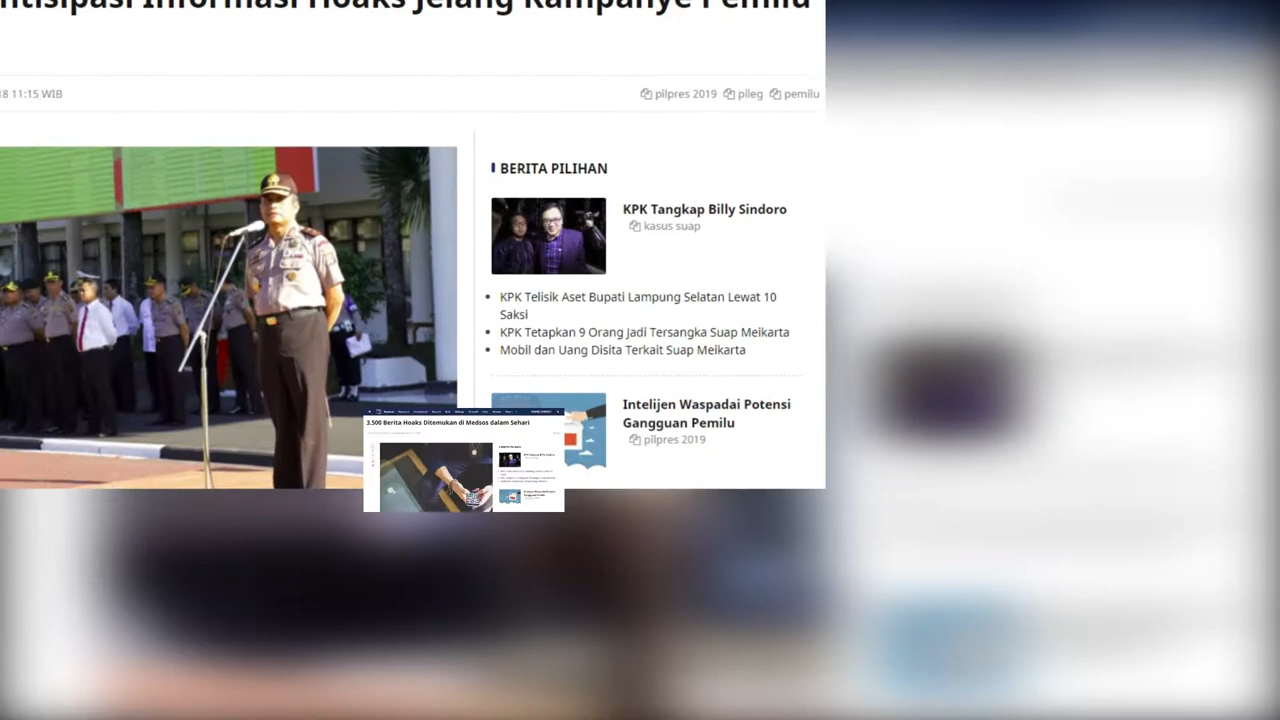 ntisipasi Informasi Hoaks Jelang Kampanye Pemilu
18 11:15 WIB
pilpres 2019 pileg pemilu
BERITA PILIHAN
KPK Tangkap Billy Sindoro
kasus suap
KPK Telisik Aset Bupati Lampung Selatan Lewat 10
Saksi
KPK Tetapkan 9 Orang Jadi Tersangka Suap Meikarta
Mobil dan Uang Disita Terkait Suap Meikarta
Intelijen Waspadai Potensi
Gangguan Pemilu
pilpres 2019
3.500 Berita Hoaks Ditemukan di Medsos dalam Sehari